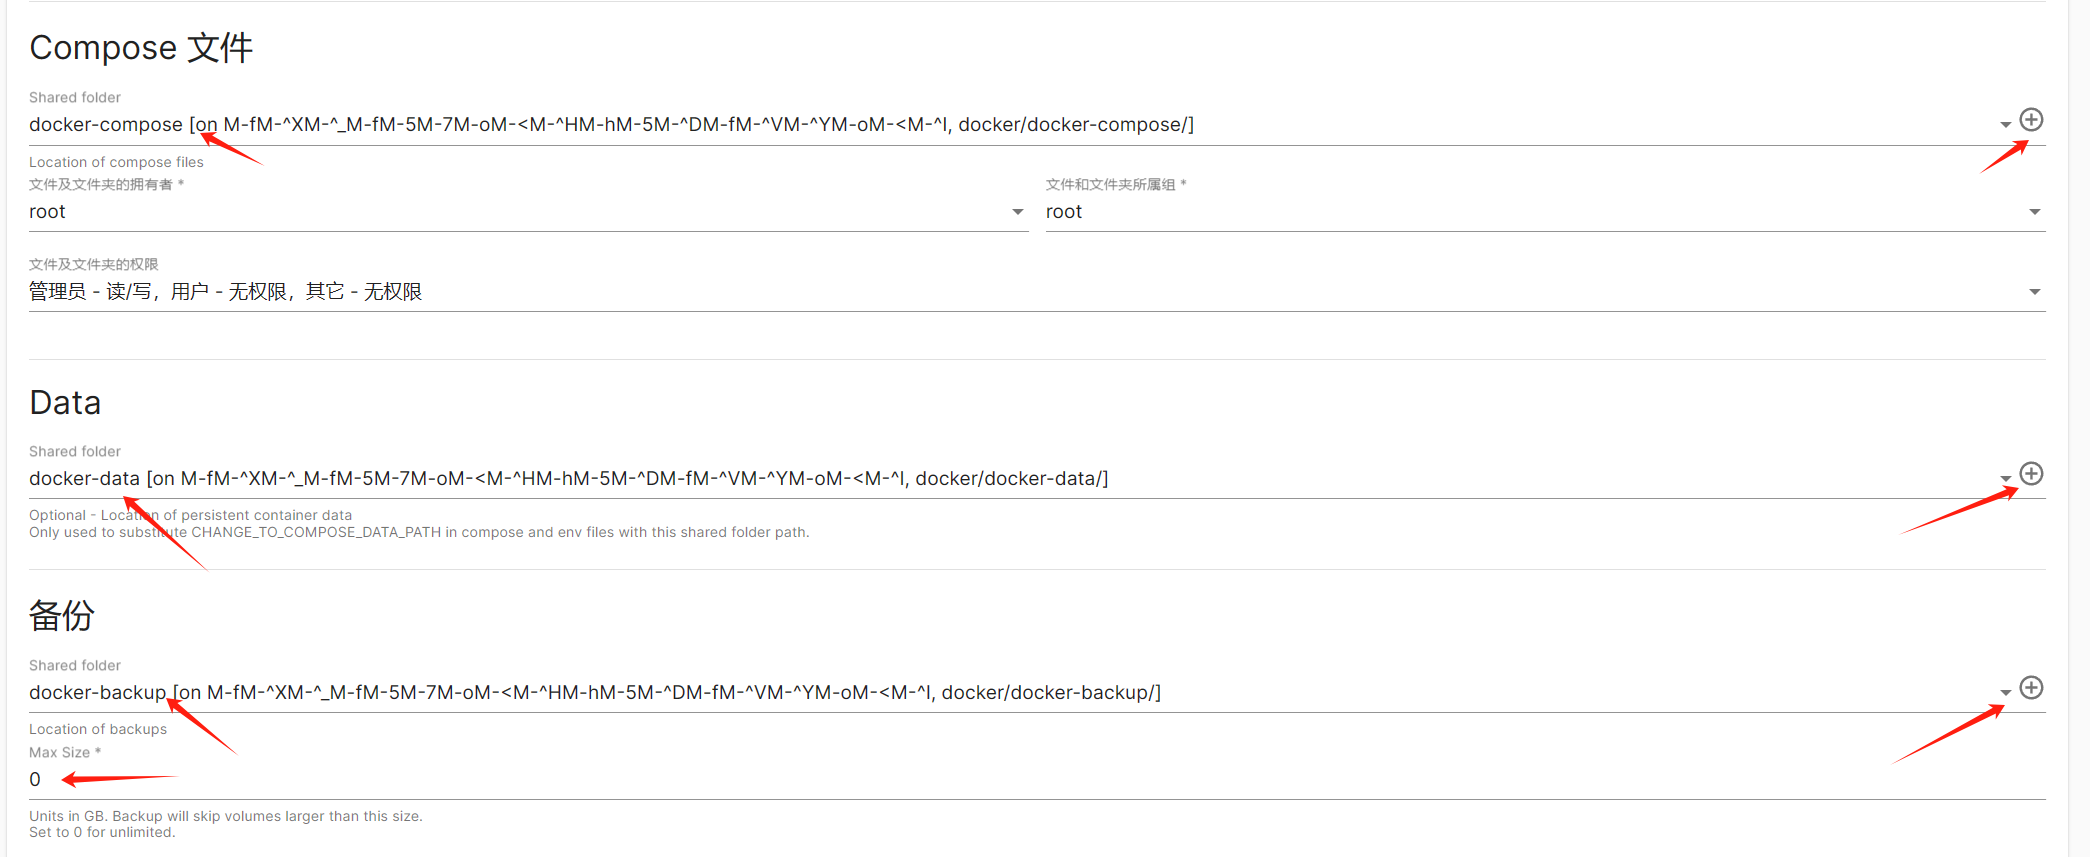 Compose 文件
Shared folder
docker-compose [on M-fM-^XM-^_M-fM-5M-7M-oM-<M-^HM-hM-5M-^DM-fM-^VM-^YM-oM-<M-^I, docker/docker-compose/]
Location of compose files
文件及文件夹的拥有者 *
文件和文件夹所属组 *
root
root
文件及文件夹的权限
管理员 - 读/写，用户 - 无权限，其它 - 无权限
Data
Shared folder
docker-data [on M-fM-^XM-^_M-fM-5M-7M-oM-<M-^HM-hM-5M-^DM-fM-^VM-^YM-oM-<M-^I, docker/docker-data/]
Optional - Location of persistent container data
Only used to substitute CHANGE_TO_COMPOSE_DATA_PATH in compose and env files with this shared folder path.
备份
Shared folder
docker-backup [on M-fM-^XM-^_M-fM-5M-7M-oM-<M-^HM-hM-5M-^DM-fM-^VM-^YM-oM-<M-^I, docker/docker-backup/]
Location of backups
Max Size *
0
Units in GB. Backup will skip volumes larger than this size.
Set to 0 for unlimited.